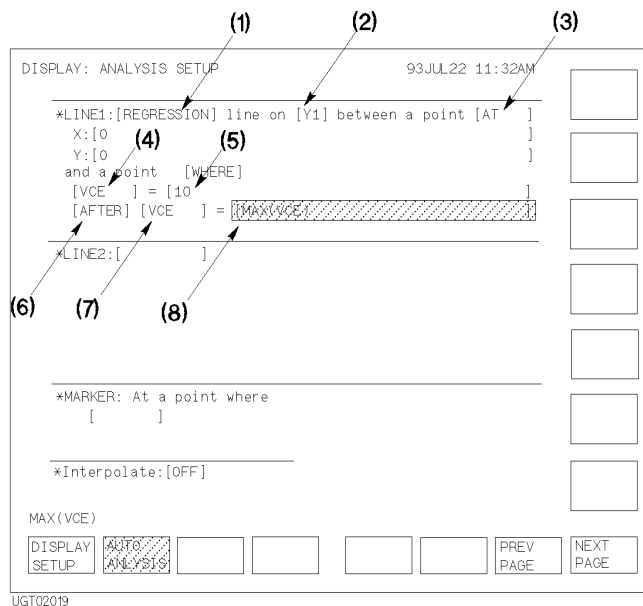 (1) (2) (3)
DISPLAY: ANALYSIS SETUP 93JUL22 11:32AM
*LINE1:[REGRESSION] line on [Y1] between a point [AT ]
X:[0 ]
(4) (5)
Y:[0 ]
and a point [WHERE]
[VCE ] = [10 ]
[AFTER] [VCE ] = [MAX(VCE) ]
*LINE2:[ ]
(6) (7) (8)
*MARKER: At a point where
[ ]
*Interpolate:[OFF]
MAX(VCE)
DISPLAY AUTO PREV NEXT
SETUP ANLYSIS PAGE PAGE
UGT02019